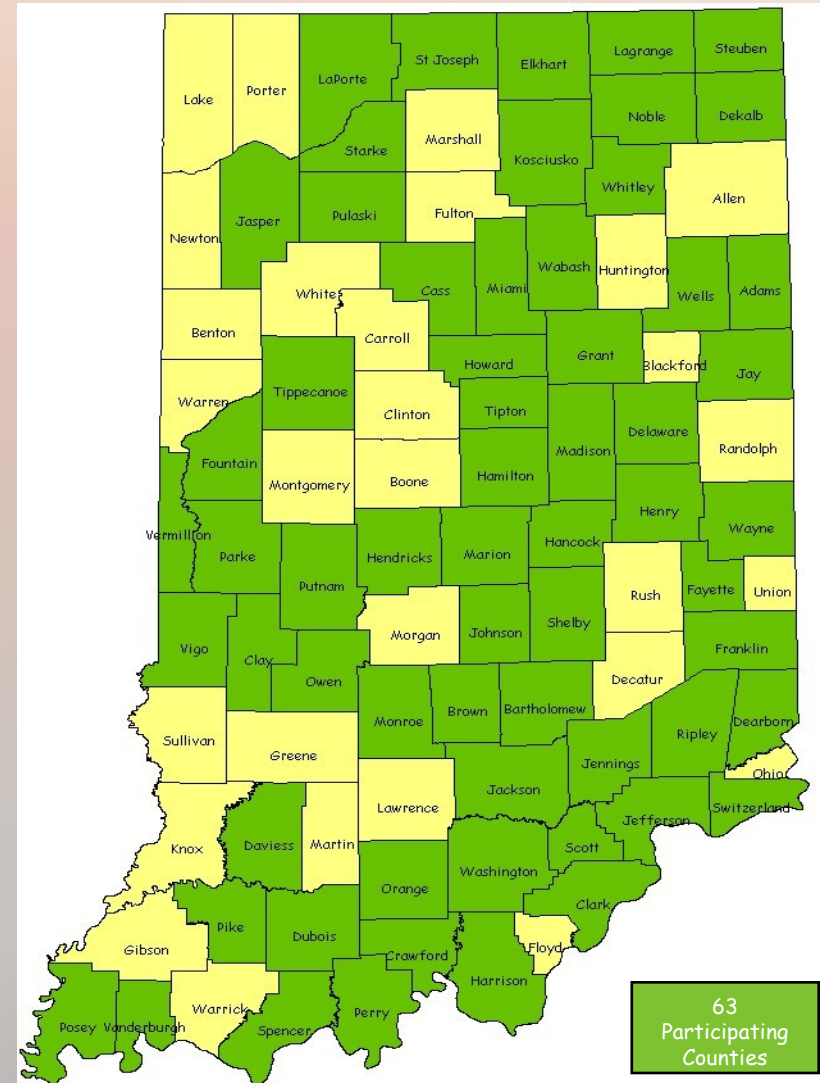 St Joseph
Lagrange
Steuben
LaPorte
Elkhart
Lake
Porter
Noble
Dekalb
Marshall
Starke
Kosciusko
Whitley
Allen
Newton
Jasper
Pulaski
Fulton
Wabash
Huntington
White
Cass
Miami
Wells
Adams
Benton
Carroll
Howard
Grant
Blackford
Jay
Warren
Tippecanoe
Clinton
Tipton
Delaware
Madison
Randolph
Fountain
Montgomery
Boone
Hamilton
Henry
Wayne
Vermillion
Parke
Hendricks
Marion
Hancock
Putnam
Rush
Fayette
Union
Vigo
Clay
Morgan
Johnson
Shelby
Franklin
Owen
Decatur
Monroe
Brown
Bartholomew
Ripley
Dearborn
Sullivan
Greene
Jennings
Ohio
Lawrence
Jackson
Switzerland
Jefferson
Knox
Daviess
Martin
Scott
Washington
Orange
Clark
Pike
Dubois
Gibson
Crawford
Floyd
Harrison
Warrick
Perry
Posey
Vanderburgh
Spencer
63
Participating
Counties